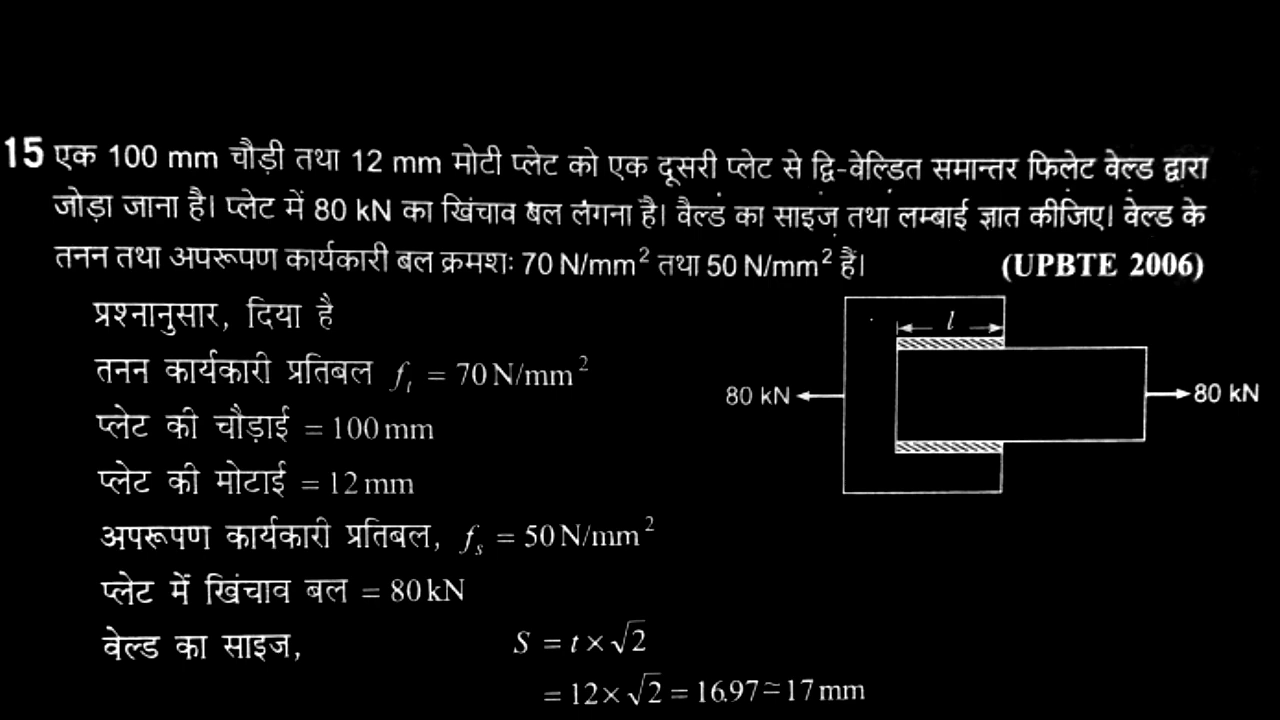 15 एक 100 mm चौड़ी तथा 12 mm मोटी प्लेट को एक दूसरी प्लेट से द्वि-वेल्डित समान्तर फिलेट वेल्ड द्वारा
जोड़ा जाना है। प्लेट में 80 kN का खिंचाव बल लगना है। वैल्ड का साइज़ तथा लम्बाई ज्ञात कीजिए। वेल्ड के
तनन तथा अपरूपण कार्यकारी बल क्रमशः 70 N/mm² तथा 50 N/mm² हैं। (UPBTE 2006)
प्रश्नानुसार, दिया है
तनन कार्यकारी प्रतिबल fₜ = 70 N/mm²
प्लेट की चौड़ाई = 100 mm
प्लेट की मोटाई = 12 mm
अपरूपण कार्यकारी प्रतिबल, fₛ = 50 N/mm²
प्लेट में खिंचाव बल = 80 kN
वेल्ड का साइज, S = t × √2
= 12 × √2 = 16.97 ≃ 17 mm
l
80 kN
80 kN